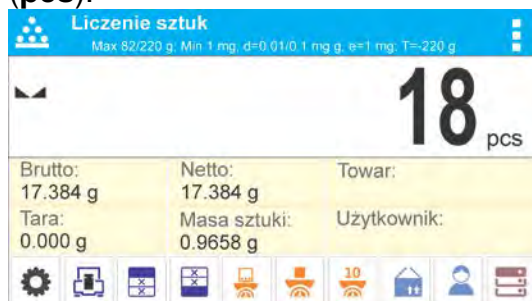 (pcs).
Liczenie sztuk
Max 82/220 g; Min 1 mg; d=0.01/0.1 mg g; e=1 mg; T=-220 g
18 pcs
Brutto: Netto: Towar:
17.384 g 17.384 g
Tara: Masa sztuki: Użytkownik:
0.000 g 0.9658 g
10